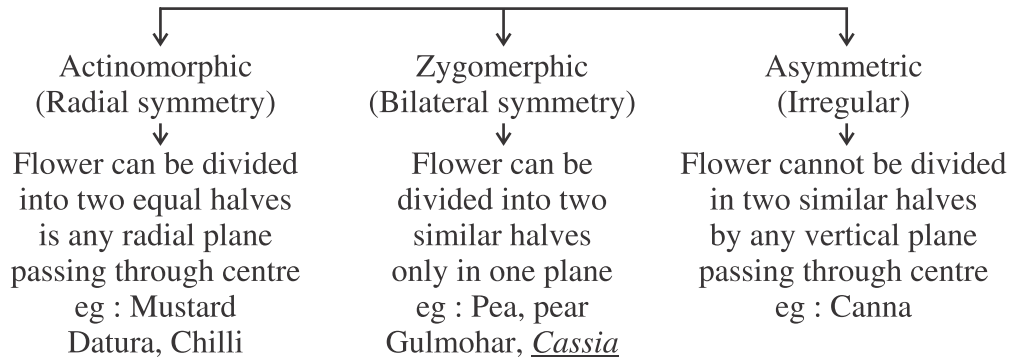 Actinomorphic
(Radial symmetry)
Flower can be divided
into two equal halves
is any radial plane
passing through centre
eg : Mustard
Datura, Chilli
Zygomerphic
(Bilateral symmetry)
Flower can be
divided into two
similar halves
only in one plane
eg : Pea, pear
Gulmohar, Cassia
Asymmetric
(Irregular)
Flower cannot be divided
in two similar halves
by any vertical plane
passing through centre
eg : Canna